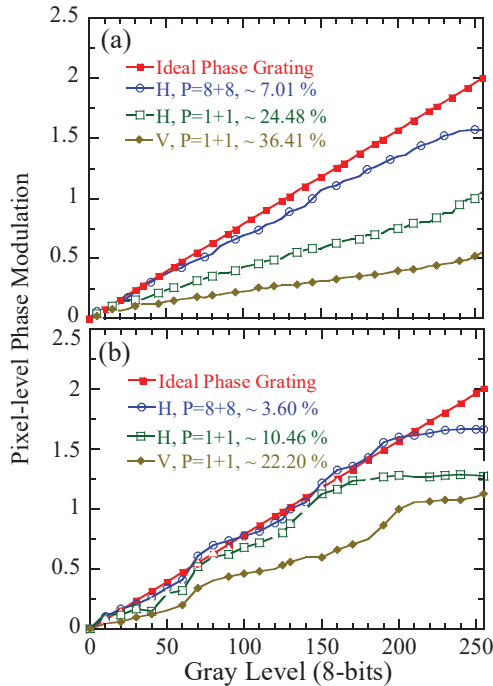 (a)
Ideal Phase Grating
H, P=8+8, ~ 7.01 %
H, P=1+1, ~ 24.48 %
V, P=1+1, ~ 36.41 %
2.5
2
1.5
1
0.5
0
Pixel-level Phase Modulation
(b)
Ideal Phase Grating
H, P=8+8, ~ 3.60 %
H, P=1+1, ~ 10.46 %
V, P=1+1, ~ 22.20 %
2.5
2
1.5
1
0.5
0
0 50 100 150 200 250
Gray Level (8-bits)